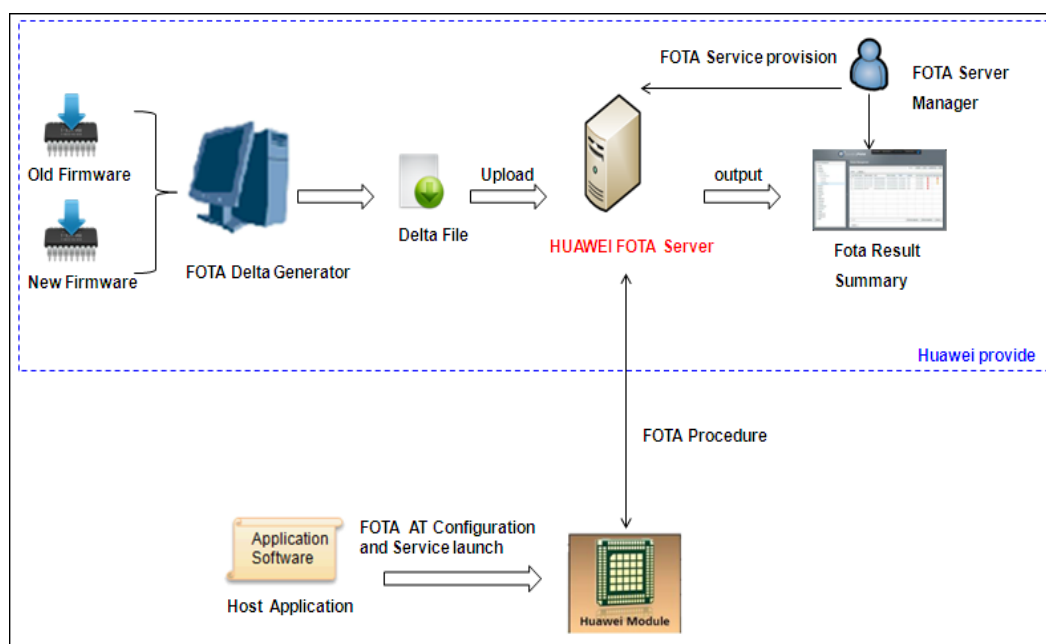 FOTA Service provision
FOTA Server
Manager
Old Firmware
New Firmware
FOTA Delta Generator
Delta File
Upload
HUAWEI FOTA Server
output
Fota Result
Summary
Huawei provide
FOTA Procedure
Application
Software
Host Application
FOTA AT Configuration
and Service launch
Huawei Module